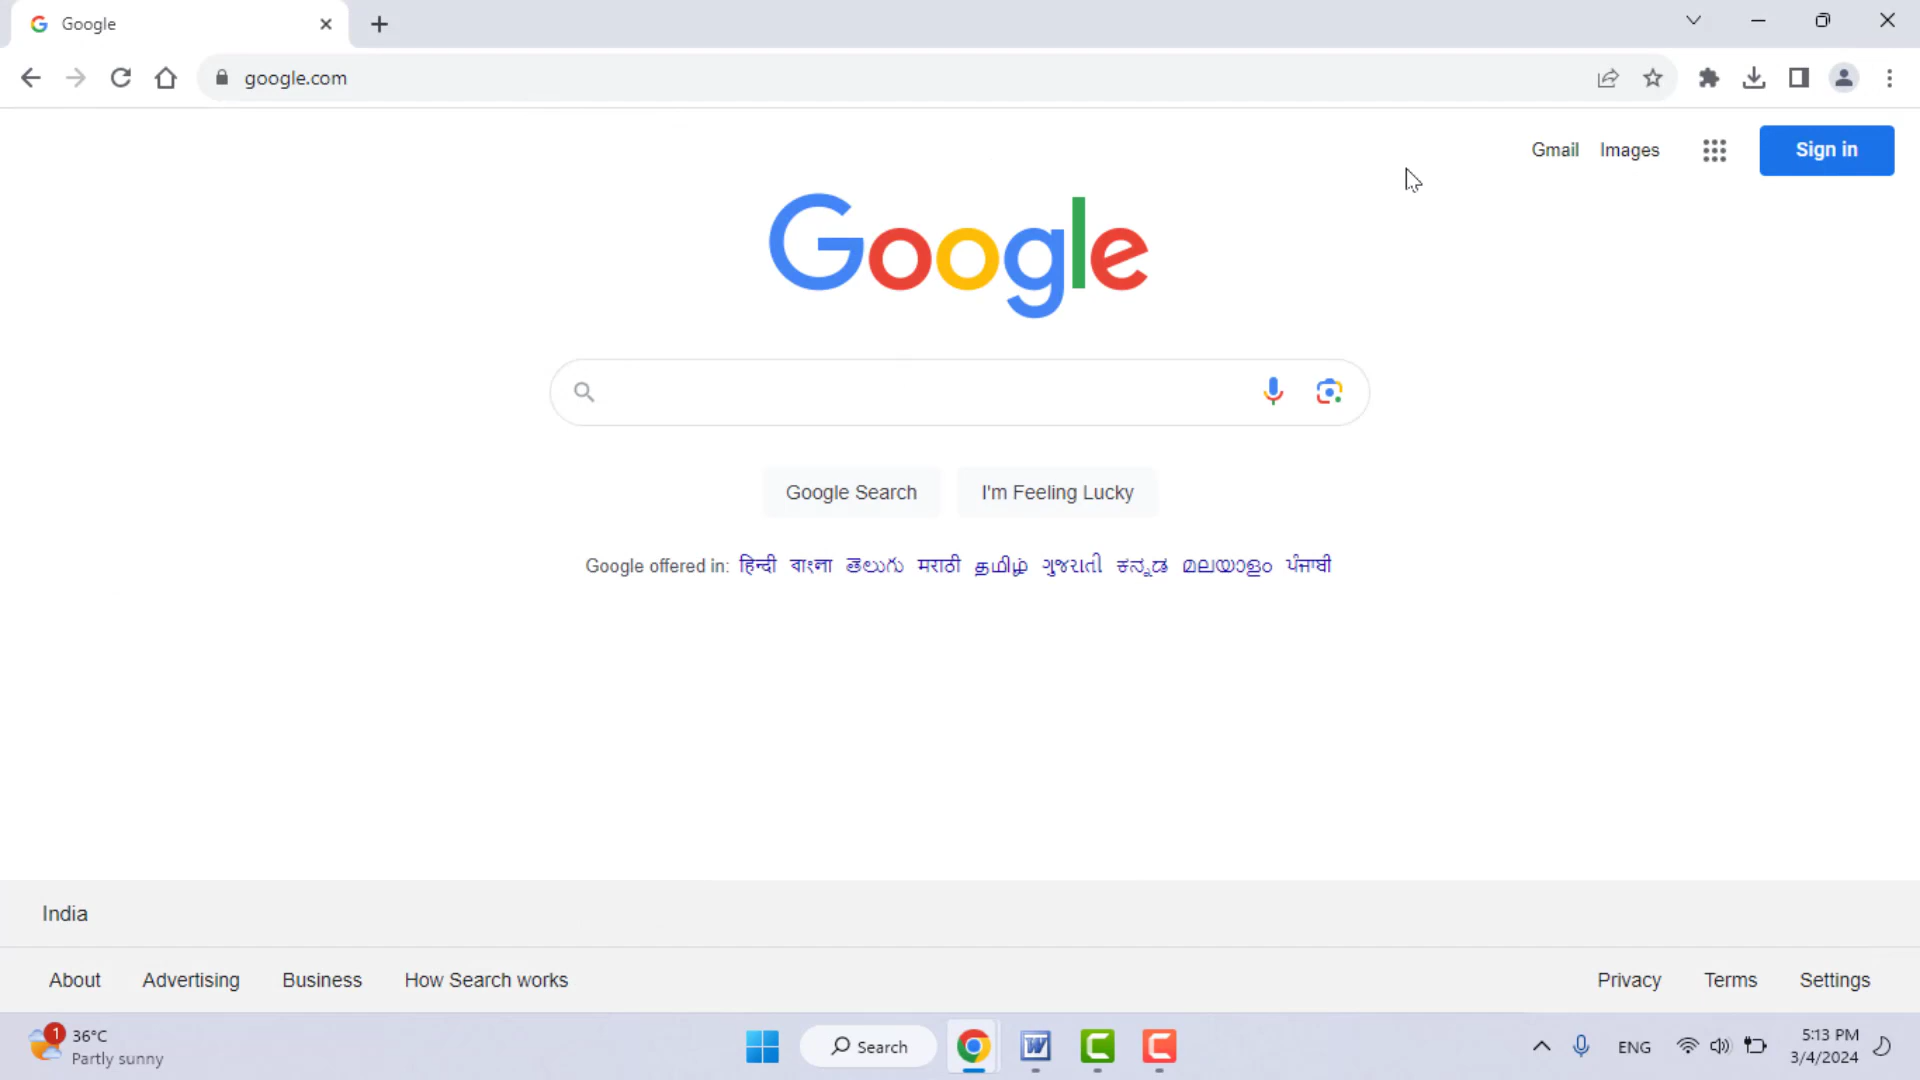 Google
google.com
Gmail Images Sign in
Google
Google Search I'm Feeling Lucky
Google offered in: हिन्दी বাংলা తెలుగు मराठी தமிழ் ગુજરાતી ಕನ್ನಡ മലയാളം ਪੰਜਾਬੀ
India
About Advertising Business How Search works Privacy Terms Settings
1 36°C
Partly sunny
Search
W
ENG
5:13 PM
3/4/2024